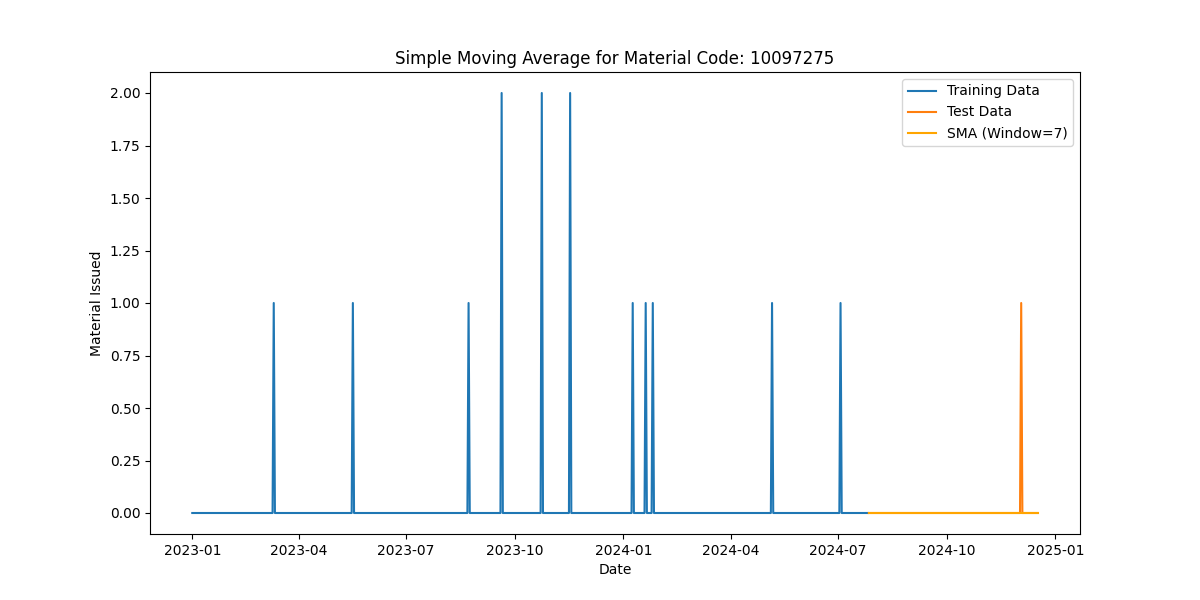 Simple Moving Average for Material Code: 10097275
Training Data
Test Data
SMA (Window=7)
Material Issued
2.00
1.75
1.50
1.25
1.00
0.75
0.50
0.25
0.00
2023-01 2023-04 2023-07 2023-10 2024-01 2024-04 2024-07 2024-10 2025-01
Date